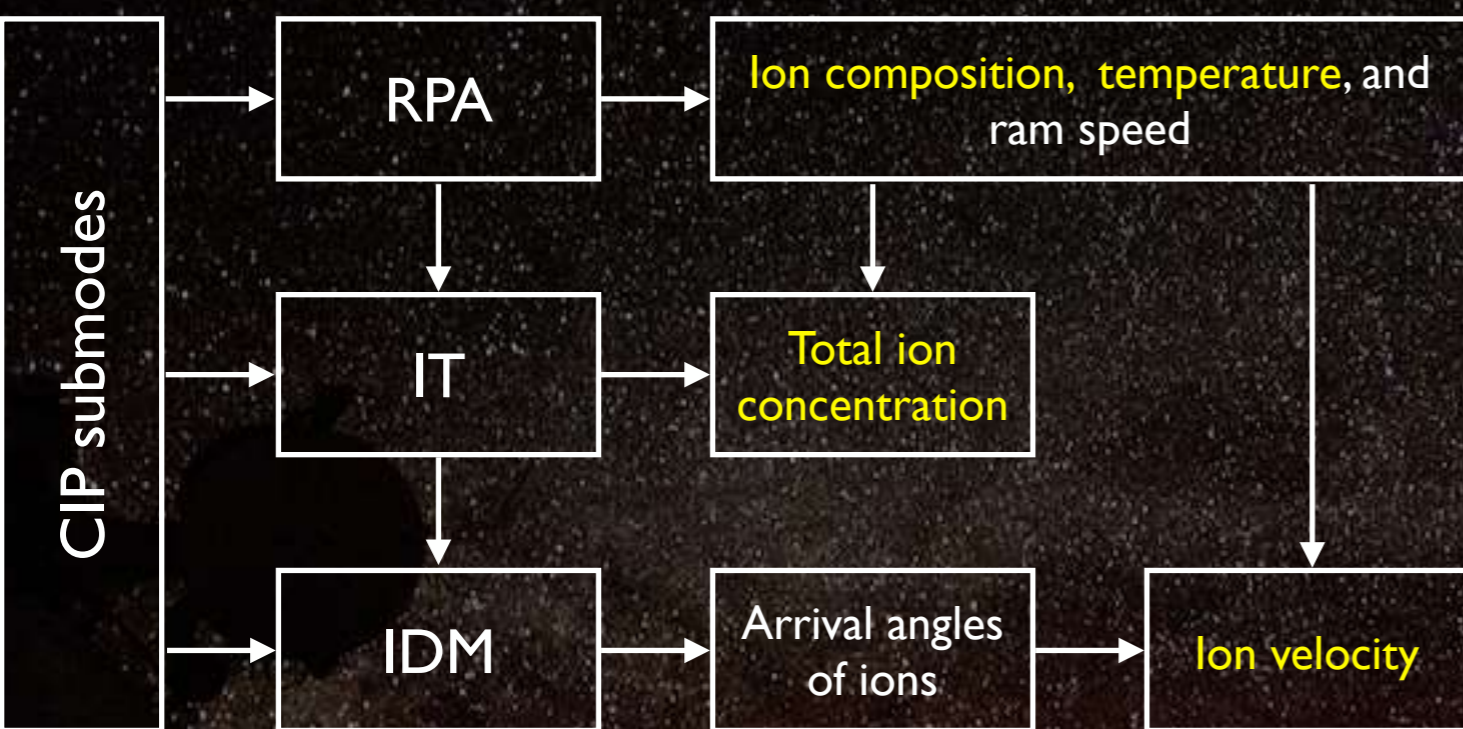 CIP submodes
RPA
Ion composition, temperature, and
ram speed
IT
Total ion
concentration
IDM
Arrival angles
of ions
Ion velocity